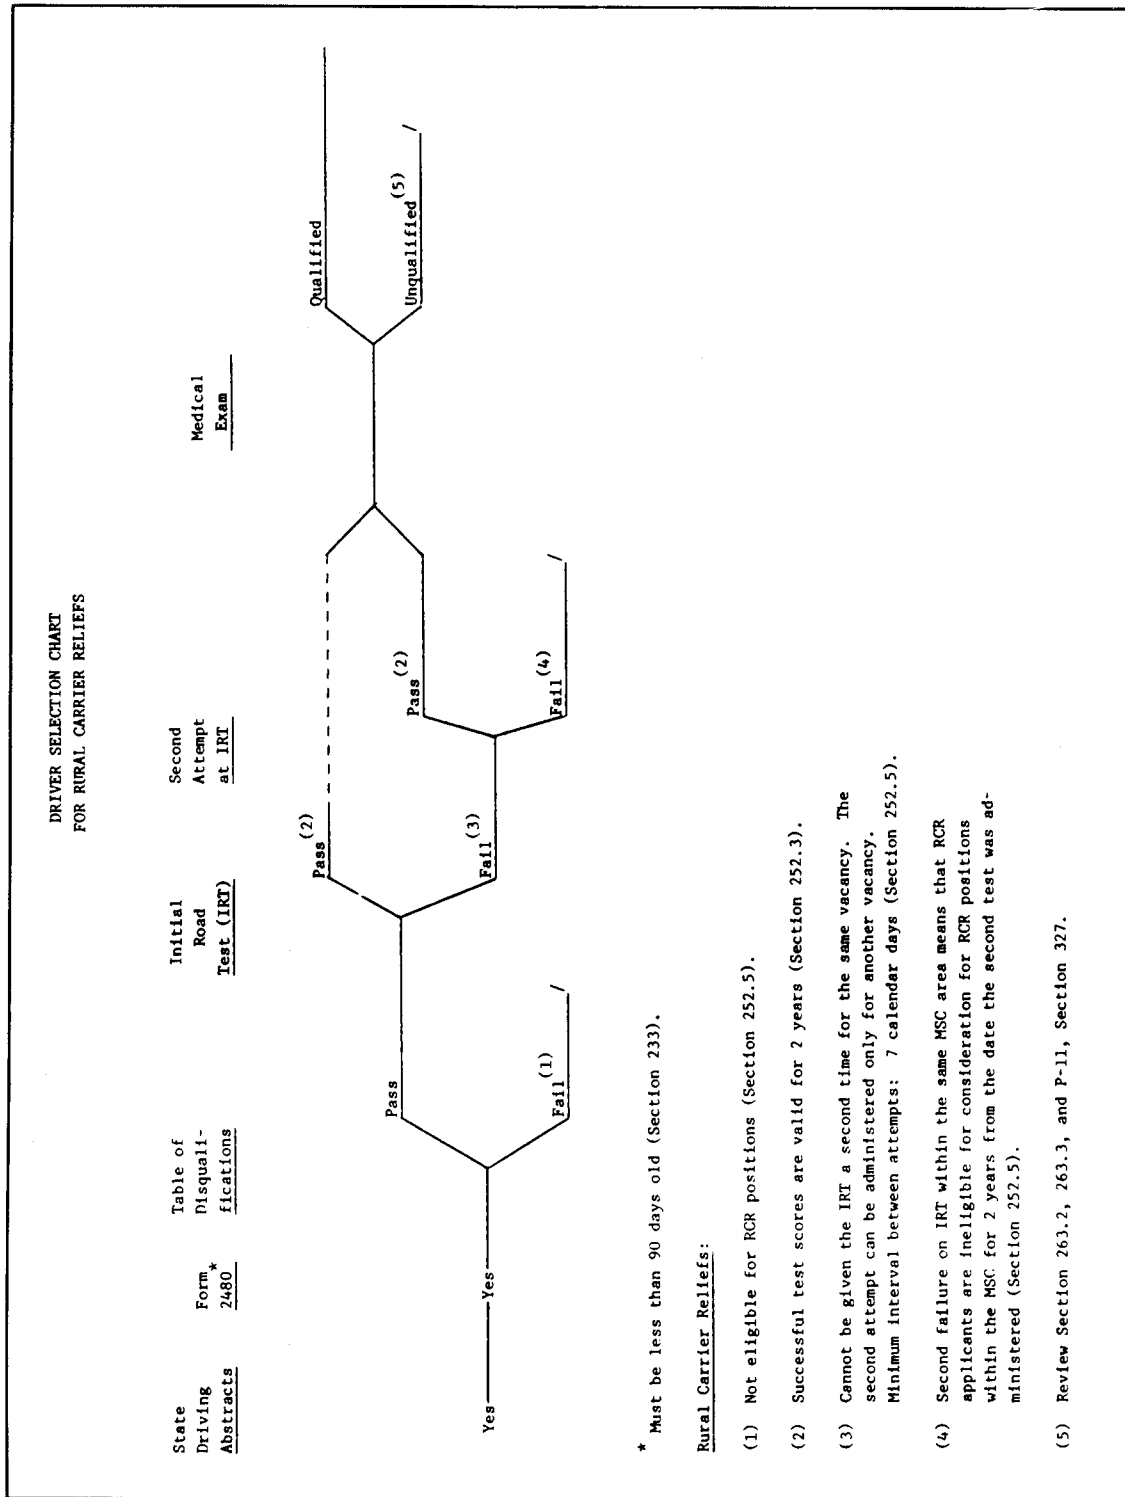 DRIVER SELECTION CHART
FOR RURAL CARRIER RELIEFS
State
Driving
Abstracts
Form
2480*
Table of
Disquali-
fications
Initial
Road
Test (IRT)
Second
Attempt
at IRT
Medical
Exam
Yes
Yes
Pass
Fail(1)
Pass(2)
Fail(3)
Pass(2)
Fail(4)
Qualified
Unqualified(5)
* Must be less than 90 days old (Section 233).
Rural Carrier Reliefs:
(1) Not eligible for RCR positions (Section 252.5).
(2) Successful test scores are valid for 2 years (Section 252.3).
(3) Cannot be given the IRT a second time for the same vacancy. The
second attempt can be administered only for another vacancy.
Minimum interval between attempts: 7 calendar days (Section 252.5).
(4) Second failure on IRT within the same MSC area means that RCR
applicants are ineligible for consideration for RCR positions
within the MSC for 2 years from the date the second test was ad-
ministered (Section 252.5).
(5) Review Section 263.2, 263.3, and P-11, Section 327.